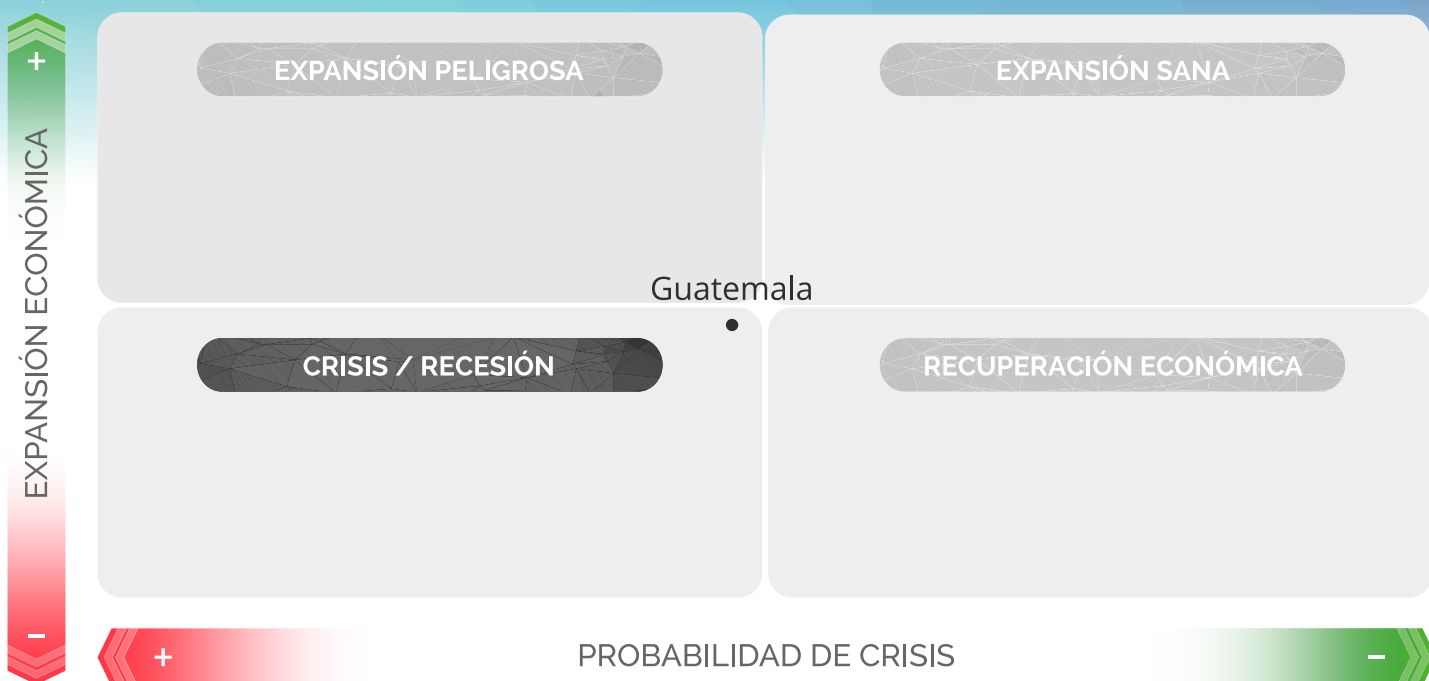 +
EXPANSIÓN ECONÓMICA
–
EXPANSIÓN PELIGROSA
EXPANSIÓN SANA
Guatemala
CRISIS / RECESIÓN
RECUPERACIÓN ECONÓMICA
+
PROBABILIDAD DE CRISIS
–